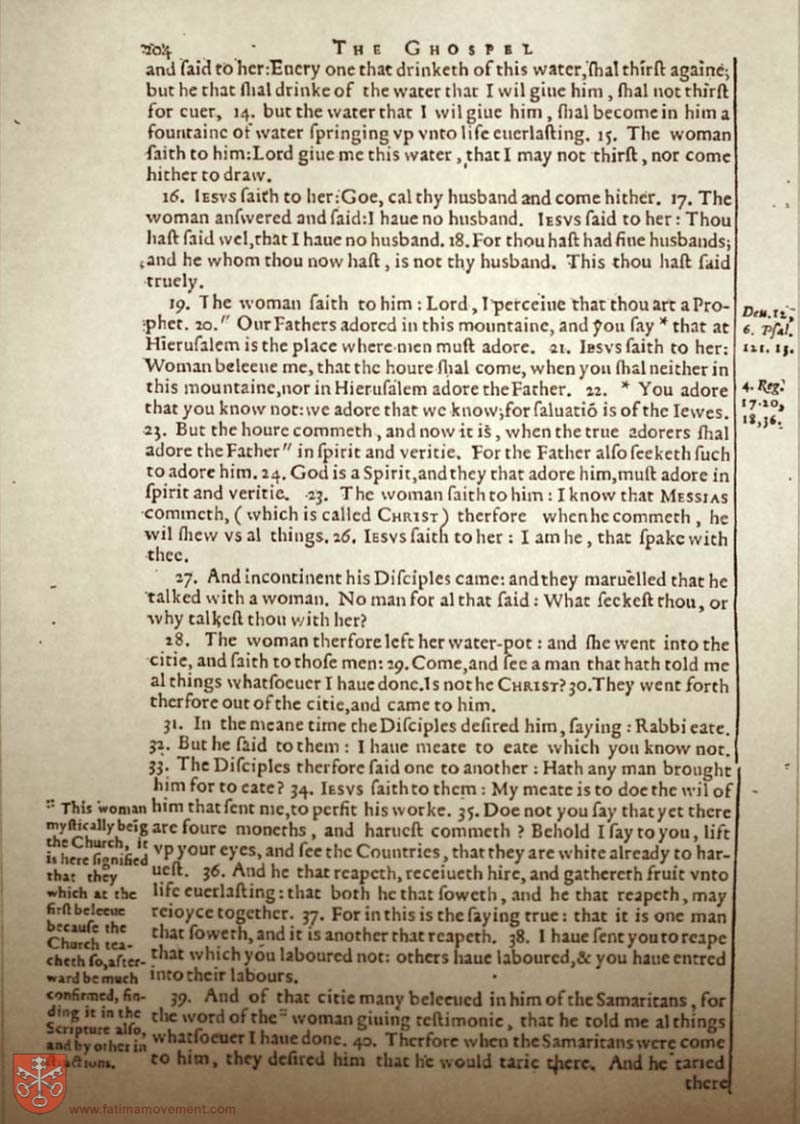 204 THE GHOSPEL
and ſaid to her:Euery one that drinketh of this water,ſhal thirſt againe;
but he that ſhal drinke of the water that I wil giue him , ſhal not thirſt
for euer, 14. but the water that I wil giue him , ſhal become in him a
fountaine of water ſpringing vp vnto life euerlaſting. 15. The woman
ſaith to him:Lord giue me this water , that I may not thirſt , nor come
hither to draw.
16. IESVS ſaith to her: Goe, cal thy husband and come hither. 17. The
woman anſwered and ſaid:I haue no husband. IESVS ſaid to her : Thou
haſt ſaid wel,that I haue no husband. 18. For thou haſt had fiue husbands;
and he whom thou now haſt , is not thy husband. This thou haſt ſaid
truely.
19. The woman ſaith to him : Lord , I perceiue that thou art a Pro-
phet. 20." Our Fathers adored in this mountaine, and you ſay * that at
Hieruſalem is the place where men muſt adore. 21. IESVS ſaith to her:
Woman beleeue me, that the houre ſhal come, when you ſhal neither in
this mountaine,nor in Hieruſalem adore the Father. 22. * You adore
that you know not: we adore that we know; for ſaluatiō is of the Iewes.
23. But the houre commeth , and now it is , when the true adorers ſhal
adore the Father" in ſpirit and veritie. For the Father alſo ſeeketh ſuch
to adore him. 24. God is a Spirit,and they that adore him,muſt adore in
ſpirit and veritie. 23. The woman ſaith to him : I know that MESSIAS
commeth, ( which is called CHRIST ) therfore when he commeth , he
wil ſhew vs al things. 26. IESVS ſaith to her : I am he , that ſpake with
thee.
27. And incontinent his Diſciples came: and they maruelled that he
talked with a woman. No man for al that ſaid : What ſeekeſt thou, or
why talkeſt thou with her?
28. The woman therfore left her water-pot : and ſhe went into the
citie, and ſaith to thoſe men: 29. Come,and ſee a man that hath told me
al things whatſoeuer I haue done. Is not he CHRIST? 30. They went forth
therfore out of the citie,and came to him.
31. In the meane time the Diſciples deſired him, ſaying : Rabbi eate.
32. But he ſaid to them : I haue meate to eate which you know not.
33. The Diſciples therfore ſaid one to another : Hath any man brought
him for to eate? 34. IESVS ſaith to them : My meate is to doe the wil of
him that ſent me,to perfit his worke. 35. Doe not you ſay that yet there
are foure moneths , and harueſt commeth ? Behold I ſay to you , lift
vp your eyes, and ſee the Countries , that they are white already to har-
ueſt. 36. And he that reapeth, receiueth hire, and gathereth fruit vnto
life euerlaſting: that both he that ſoweth , and he that reapeth, may
reioyce together. 37. For in this is the ſaying true : that it is one man
that ſoweth, and it is another that reapeth. 38. I haue ſent you to reape
that which you laboured not: others haue laboured,& you haue entred
into their labours.
39. And of that citie many beleeued in him of the Samaritans , for
the word of the :: woman giuing teſtimonie , that he told me al things
whatſoeuer I haue done. 40. Therfore when the Samaritans were come
to him , they deſired him that he would tarie there. And he taried
there
Deu. 12,
6. Pſal.
121. 13.
4. Reg.
17. 20,
18, 36.
:: This woman
myſtically beīg
the Church, it
is here ſignified
that they
which at the
firſt beleeue
becauſe the
Church tea-
cheth ſo, after-
ward be much
confirmed, fin-
ding it in the
Scripture alſo,
and by other in
ſtructions.
www.fatimamovement.com